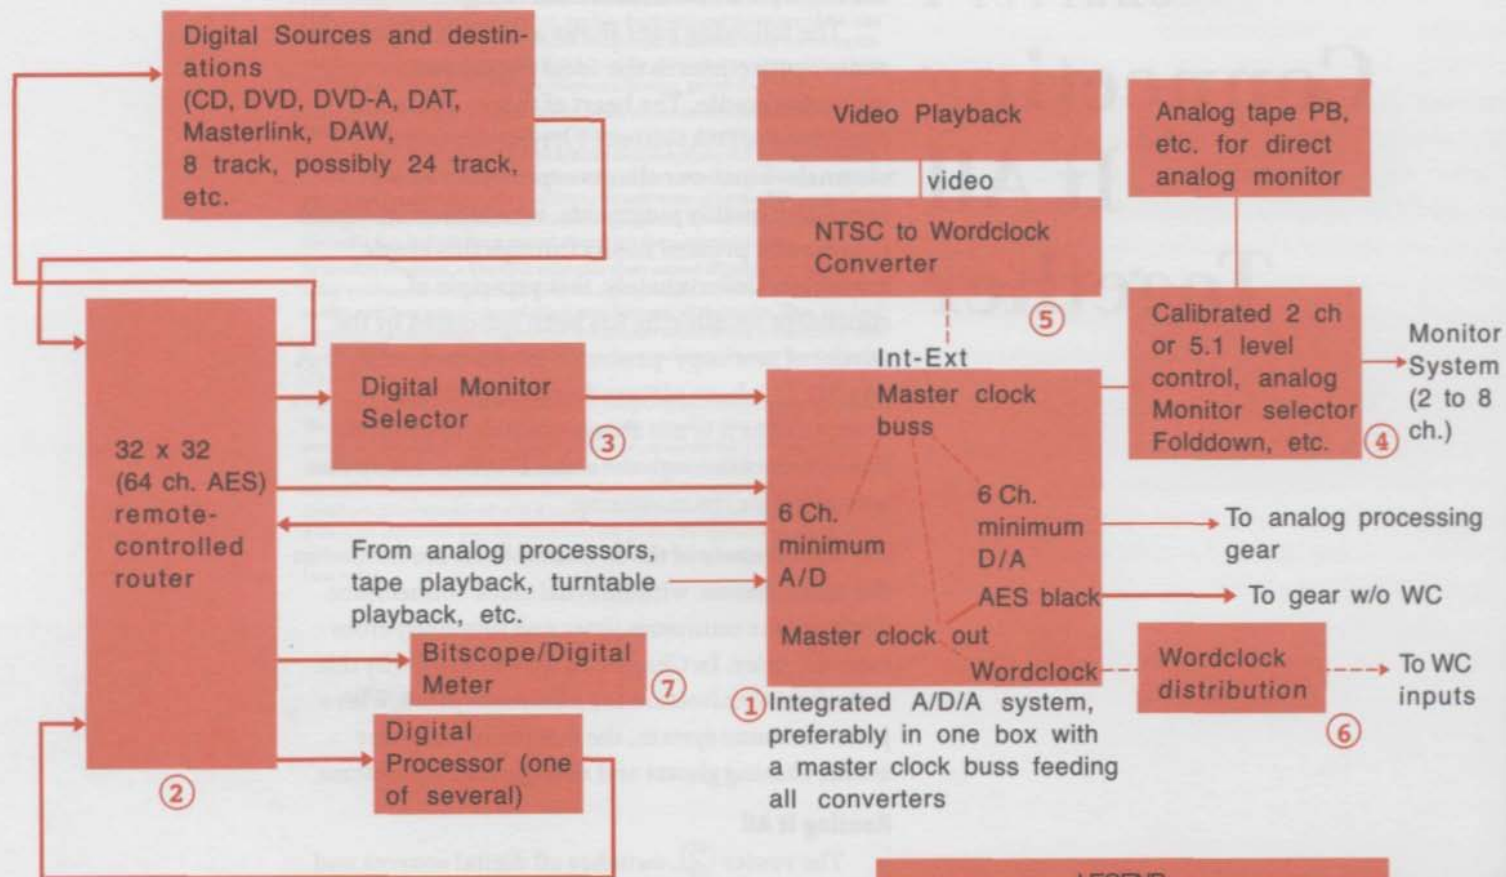 Digital Sources and destin-
ations
(CD, DVD, DVD-A, DAT,
Masterlink, DAW,
8 track, possibly 24 track,
etc.
Video Playback
video
NTSC to Wordclock
Converter
5
Analog tape PB,
etc. for direct
analog monitor
Calibrated 2 ch
or 5.1 level
control, analog
Monitor selector
Folddown, etc.
4
Monitor
System
(2 to 8
ch.)
32 x 32
(64 ch. AES)
remote-
controlled
router
2
Digital Monitor
Selector
3
Int-Ext
Master clock
buss
6 Ch.
minimum
A/D
6 Ch.
minimum
D/A
AES black
Master clock out
Wordclock
To analog processing
gear
To gear w/o WC
From analog processors,
tape playback, turntable
playback, etc.
Bitscope/Digital
Meter
7
Digital
Processor (one
of several)
1
Integrated A/D/A system,
preferably in one box with
a master clock buss feeding
all converters
Wordclock
distribution
6
To WC
inputs